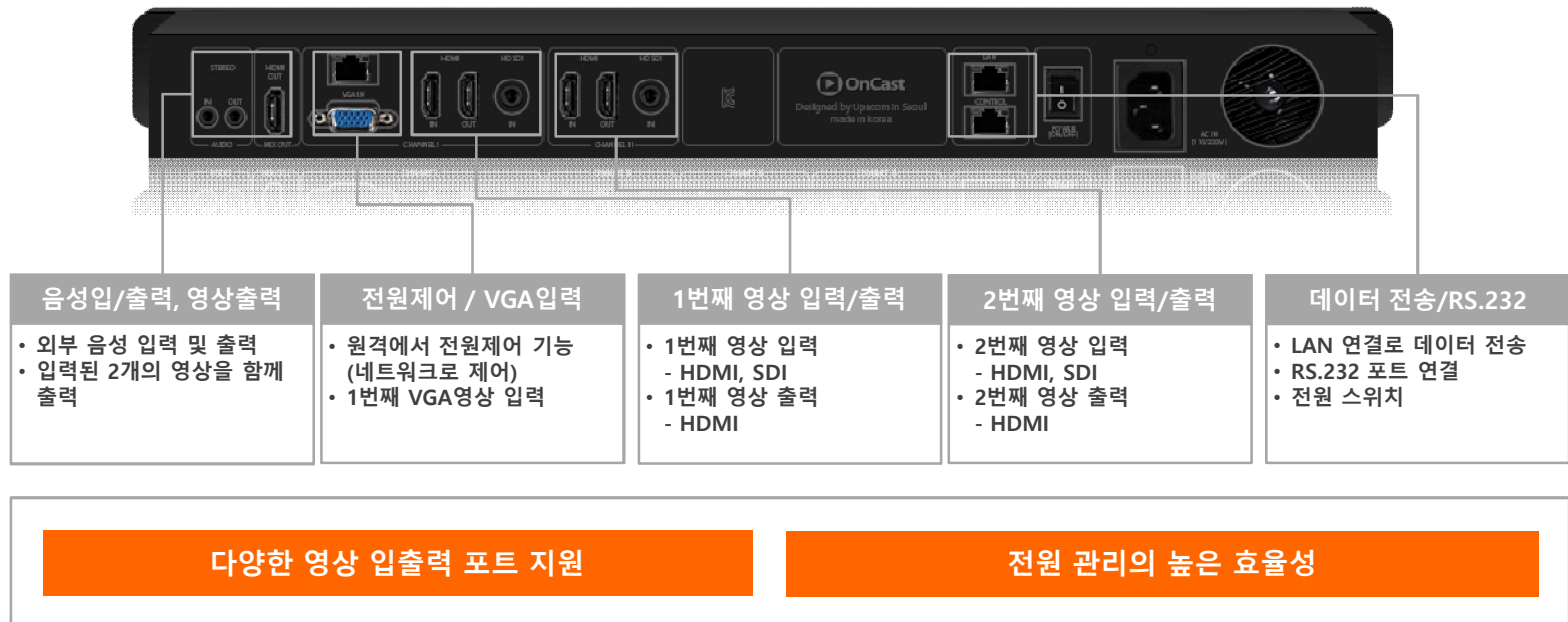 STEREO
IN OUT
AUDIO
HDMI
OUT
VGA IN
HDMI HD SDI
IN OUT IN
CHANNEL I
HDMI HD SDI
IN OUT IN
OnCast
Designed by Upacom in Seoul
made in korea
LAN
CONTROL
POWER
[ON/OFF]
AC IN
음성입/출력, 영상출력
• 외부 음성 입력 및 출력
• 입력된 2개의 영상을 함께
출력
전원제어 / VGA입력
• 원격에서 전원제어 기능
(네트워크로 제어)
• 1번째 VGA영상 입력
1번째 영상 입력/출력
• 1번째 영상 입력
- HDMI, SDI
• 1번째 영상 출력
- HDMI
2번째 영상 입력/출력
• 2번째 영상 입력
- HDMI, SDI
• 2번째 영상 출력
- HDMI
데이터 전송/RS.232
• LAN 연결로 데이터 전송
• RS.232 포트 연결
• 전원 스위치
다양한 영상 입출력 포트 지원
전원 관리의 높은 효율성